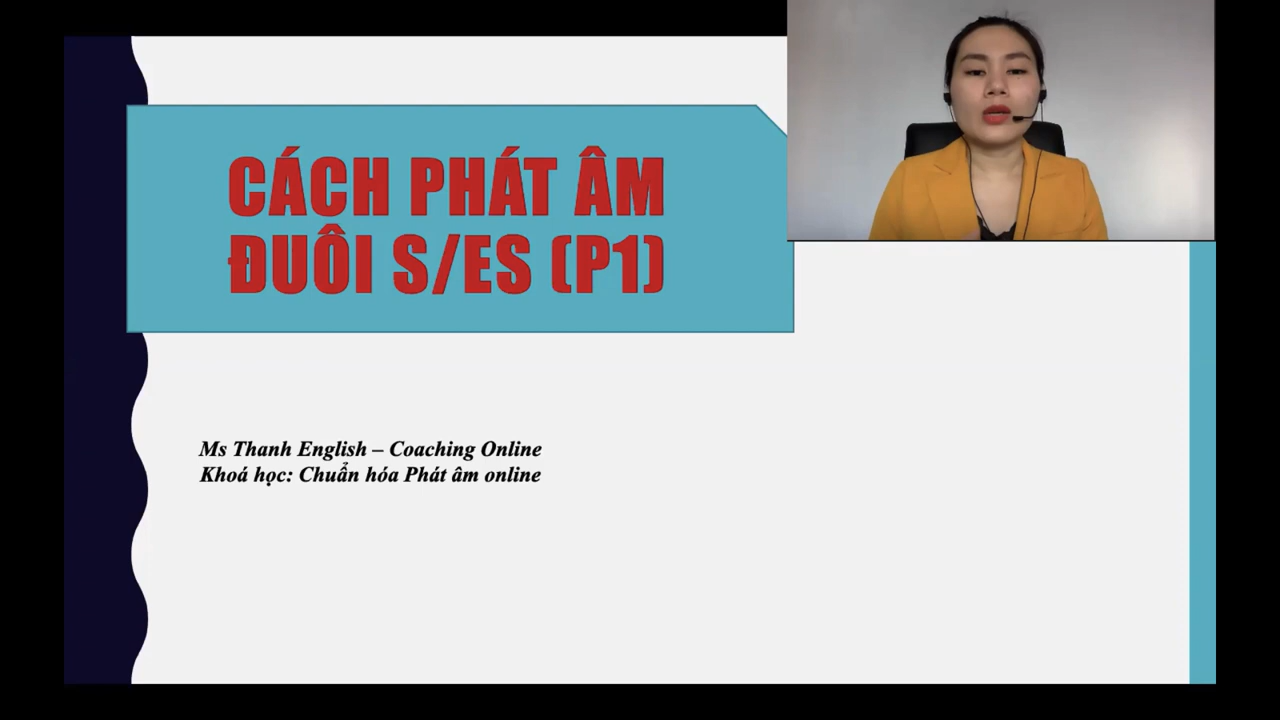 CÁCH PHÁT ÂM
ĐUÔI S/ES (P1)
Ms Thanh English – Coaching Online
Khoá học: Chuẩn hóa Phát âm online